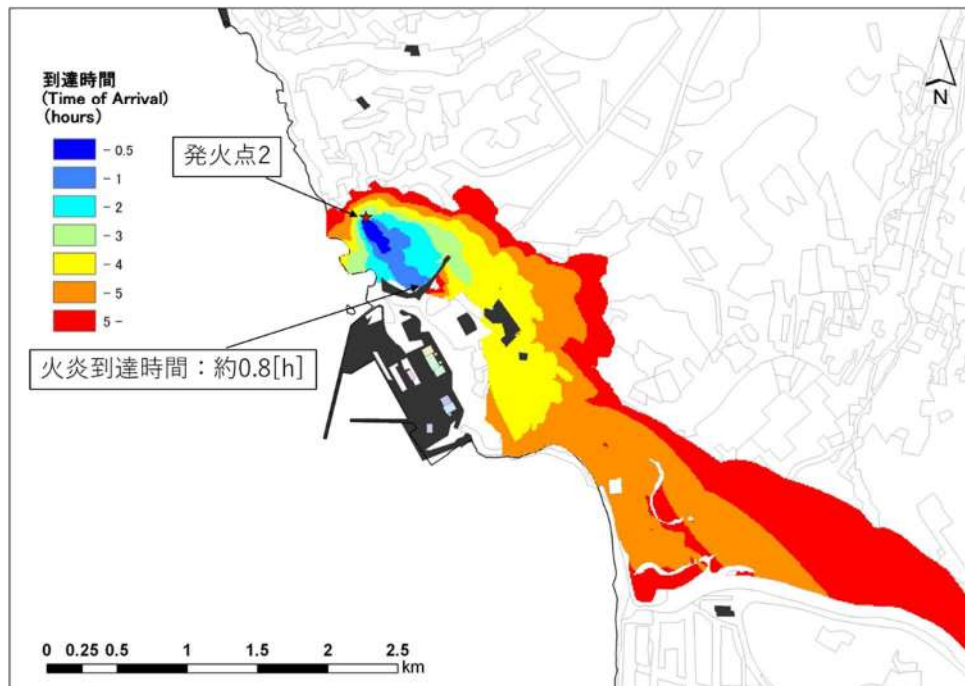 到達時間
(Time of Arrival)
(hours)
- 0.5
- 1
- 2
- 3
- 4
- 5
5 -
発火点2
火炎到達時間：約0.8[h]
N
0 0.25 0.5 1 1.5 2 2.5
km